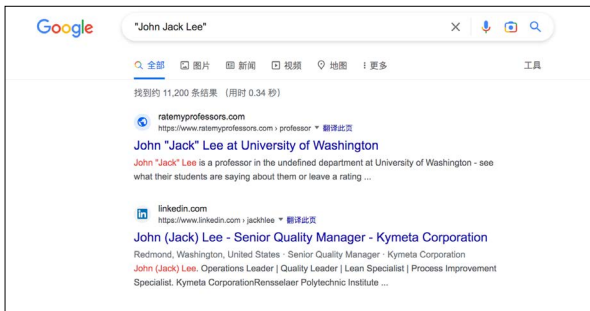 Google "John Jack Lee"
全部 图片 新闻 视频 地图 更多 工具
找到约 11,200 条结果 （用时 0.34 秒）
ratemyprofessors.com
https://www.ratemyprofessors.com › professor 翻译此页
John "Jack" Lee at University of Washington
John "Jack" Lee is a professor in the undefined department at University of Washington - see
what their students are saying about them or leave a rating ...
in linkedin.com
https://www.linkedin.com › jackhlee 翻译此页
John (Jack) Lee - Senior Quality Manager - Kymeta Corporation
Redmond, Washington, United States · Senior Quality Manager · Kymeta Corporation
John (Jack) Lee. Operations Leader | Quality Leader | Lean Specialist | Process Improvement
Specialist. Kymeta CorporationRensselaer Polytechnic Institute ...